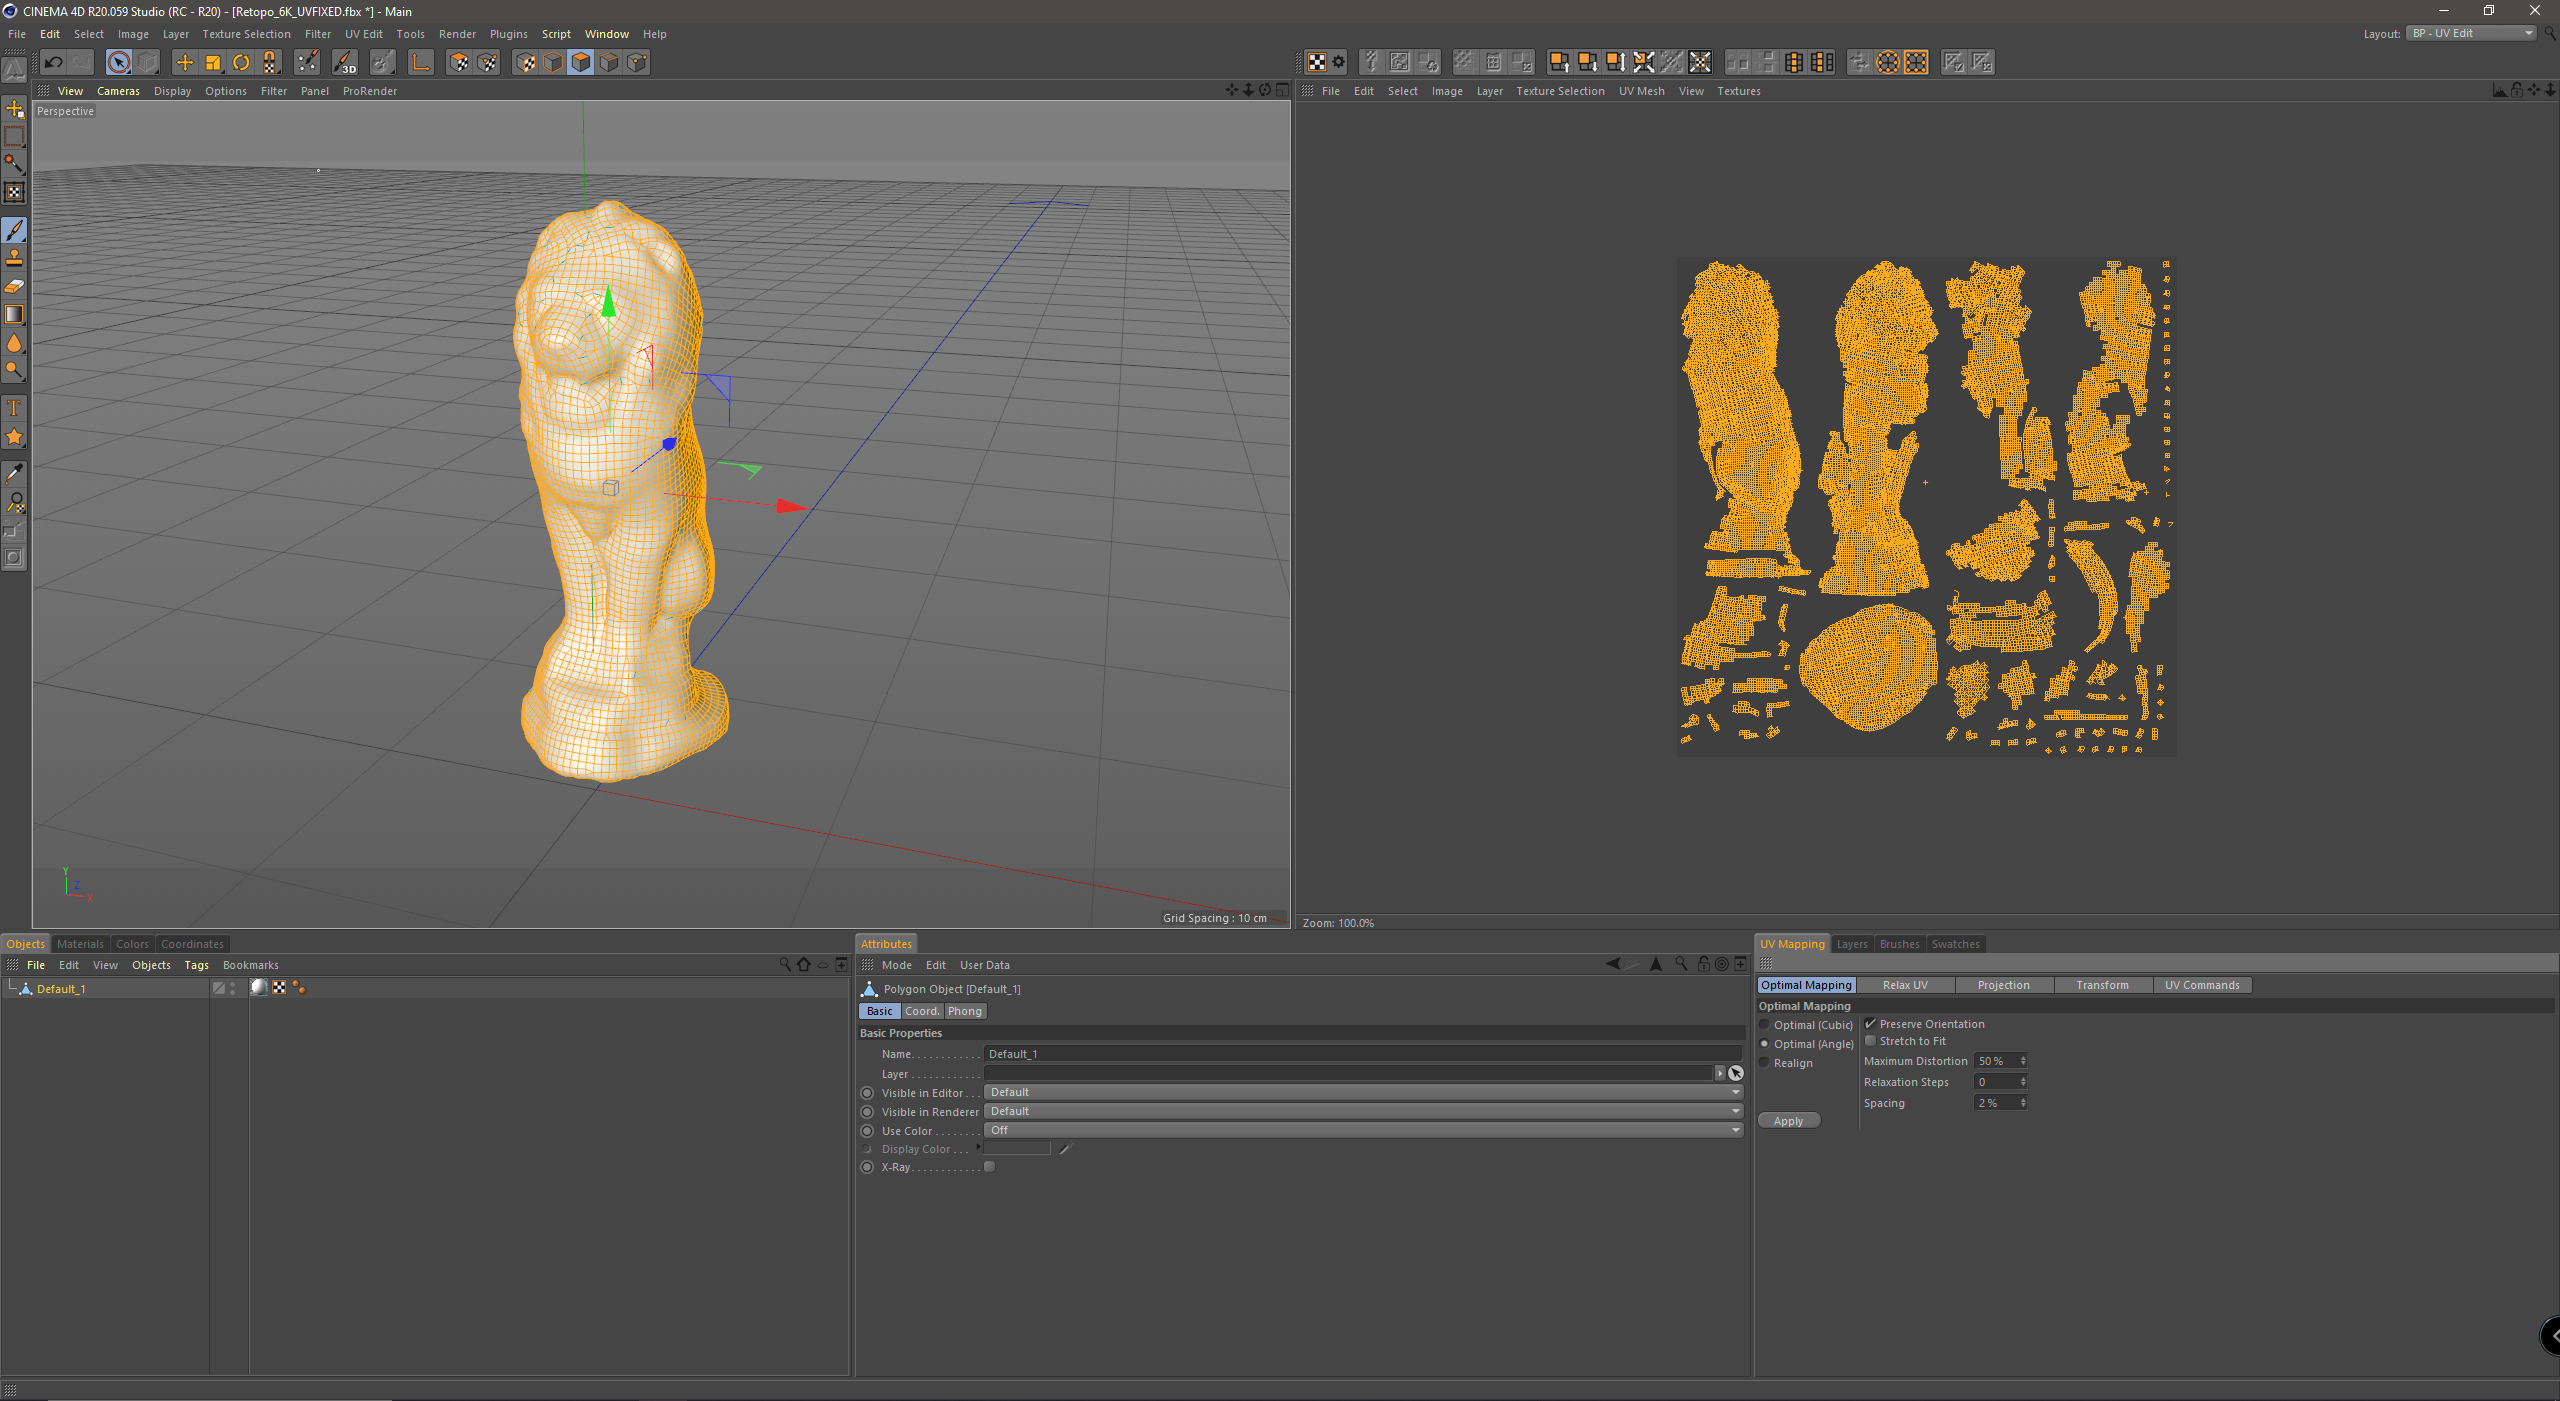 CINEMA 4D R20.059 Studio (RC - R20) - [Retopo_6K_UVFIXED.fbx *] - Main
File Edit Select Image Layer Texture Selection Filter UV Edit Tools Render Plugins Script Window Help
Layout: BP - UV Edit
3D
View Cameras Display Options Filter Panel ProRender
File Edit Select Image Layer Texture Selection UV Mesh View Textures
Perspective
T
Y
Z
X
Grid Spacing : 10 cm
Zoom: 100.0%
Objects Materials Colors Coordinates
File Edit View Objects Tags Bookmarks
Default_1
Attributes
Mode Edit User Data
Polygon Object [Default_1]
Basic Coord. Phong
Basic Properties
Name. . . . . . . . . . . . Default_1
Layer . . . . . . . . . . . .
Visible in Editor . . . Default
Visible in Renderer Default
Use Color . . . . . . . . Off
Display Color . . .
X-Ray. . . . . . . . . . . .
UV Mapping Layers Brushes Swatches
Optimal Mapping Relax UV Projection Transform UV Commands
Optimal Mapping
Optimal (Cubic) Preserve Orientation
Optimal (Angle) Stretch to Fit
Realign Maximum Distortion 50 %
Relaxation Steps 0
Spacing 2 %
Apply